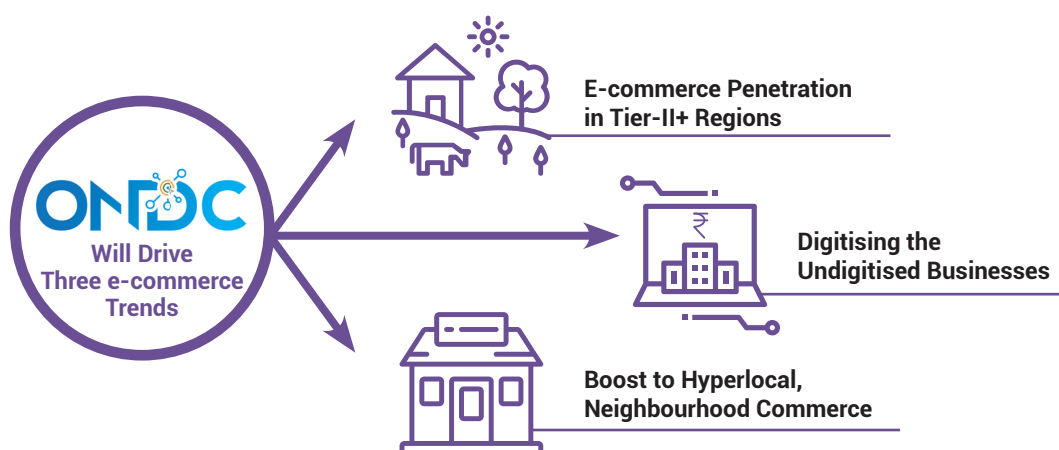 ONDC
Will Drive
Three e-commerce
Trends
E-commerce Penetration
in Tier-II+ Regions
₹
Digitising the
Undigitised Businesses
Boost to Hyperlocal,
Neighbourhood Commerce